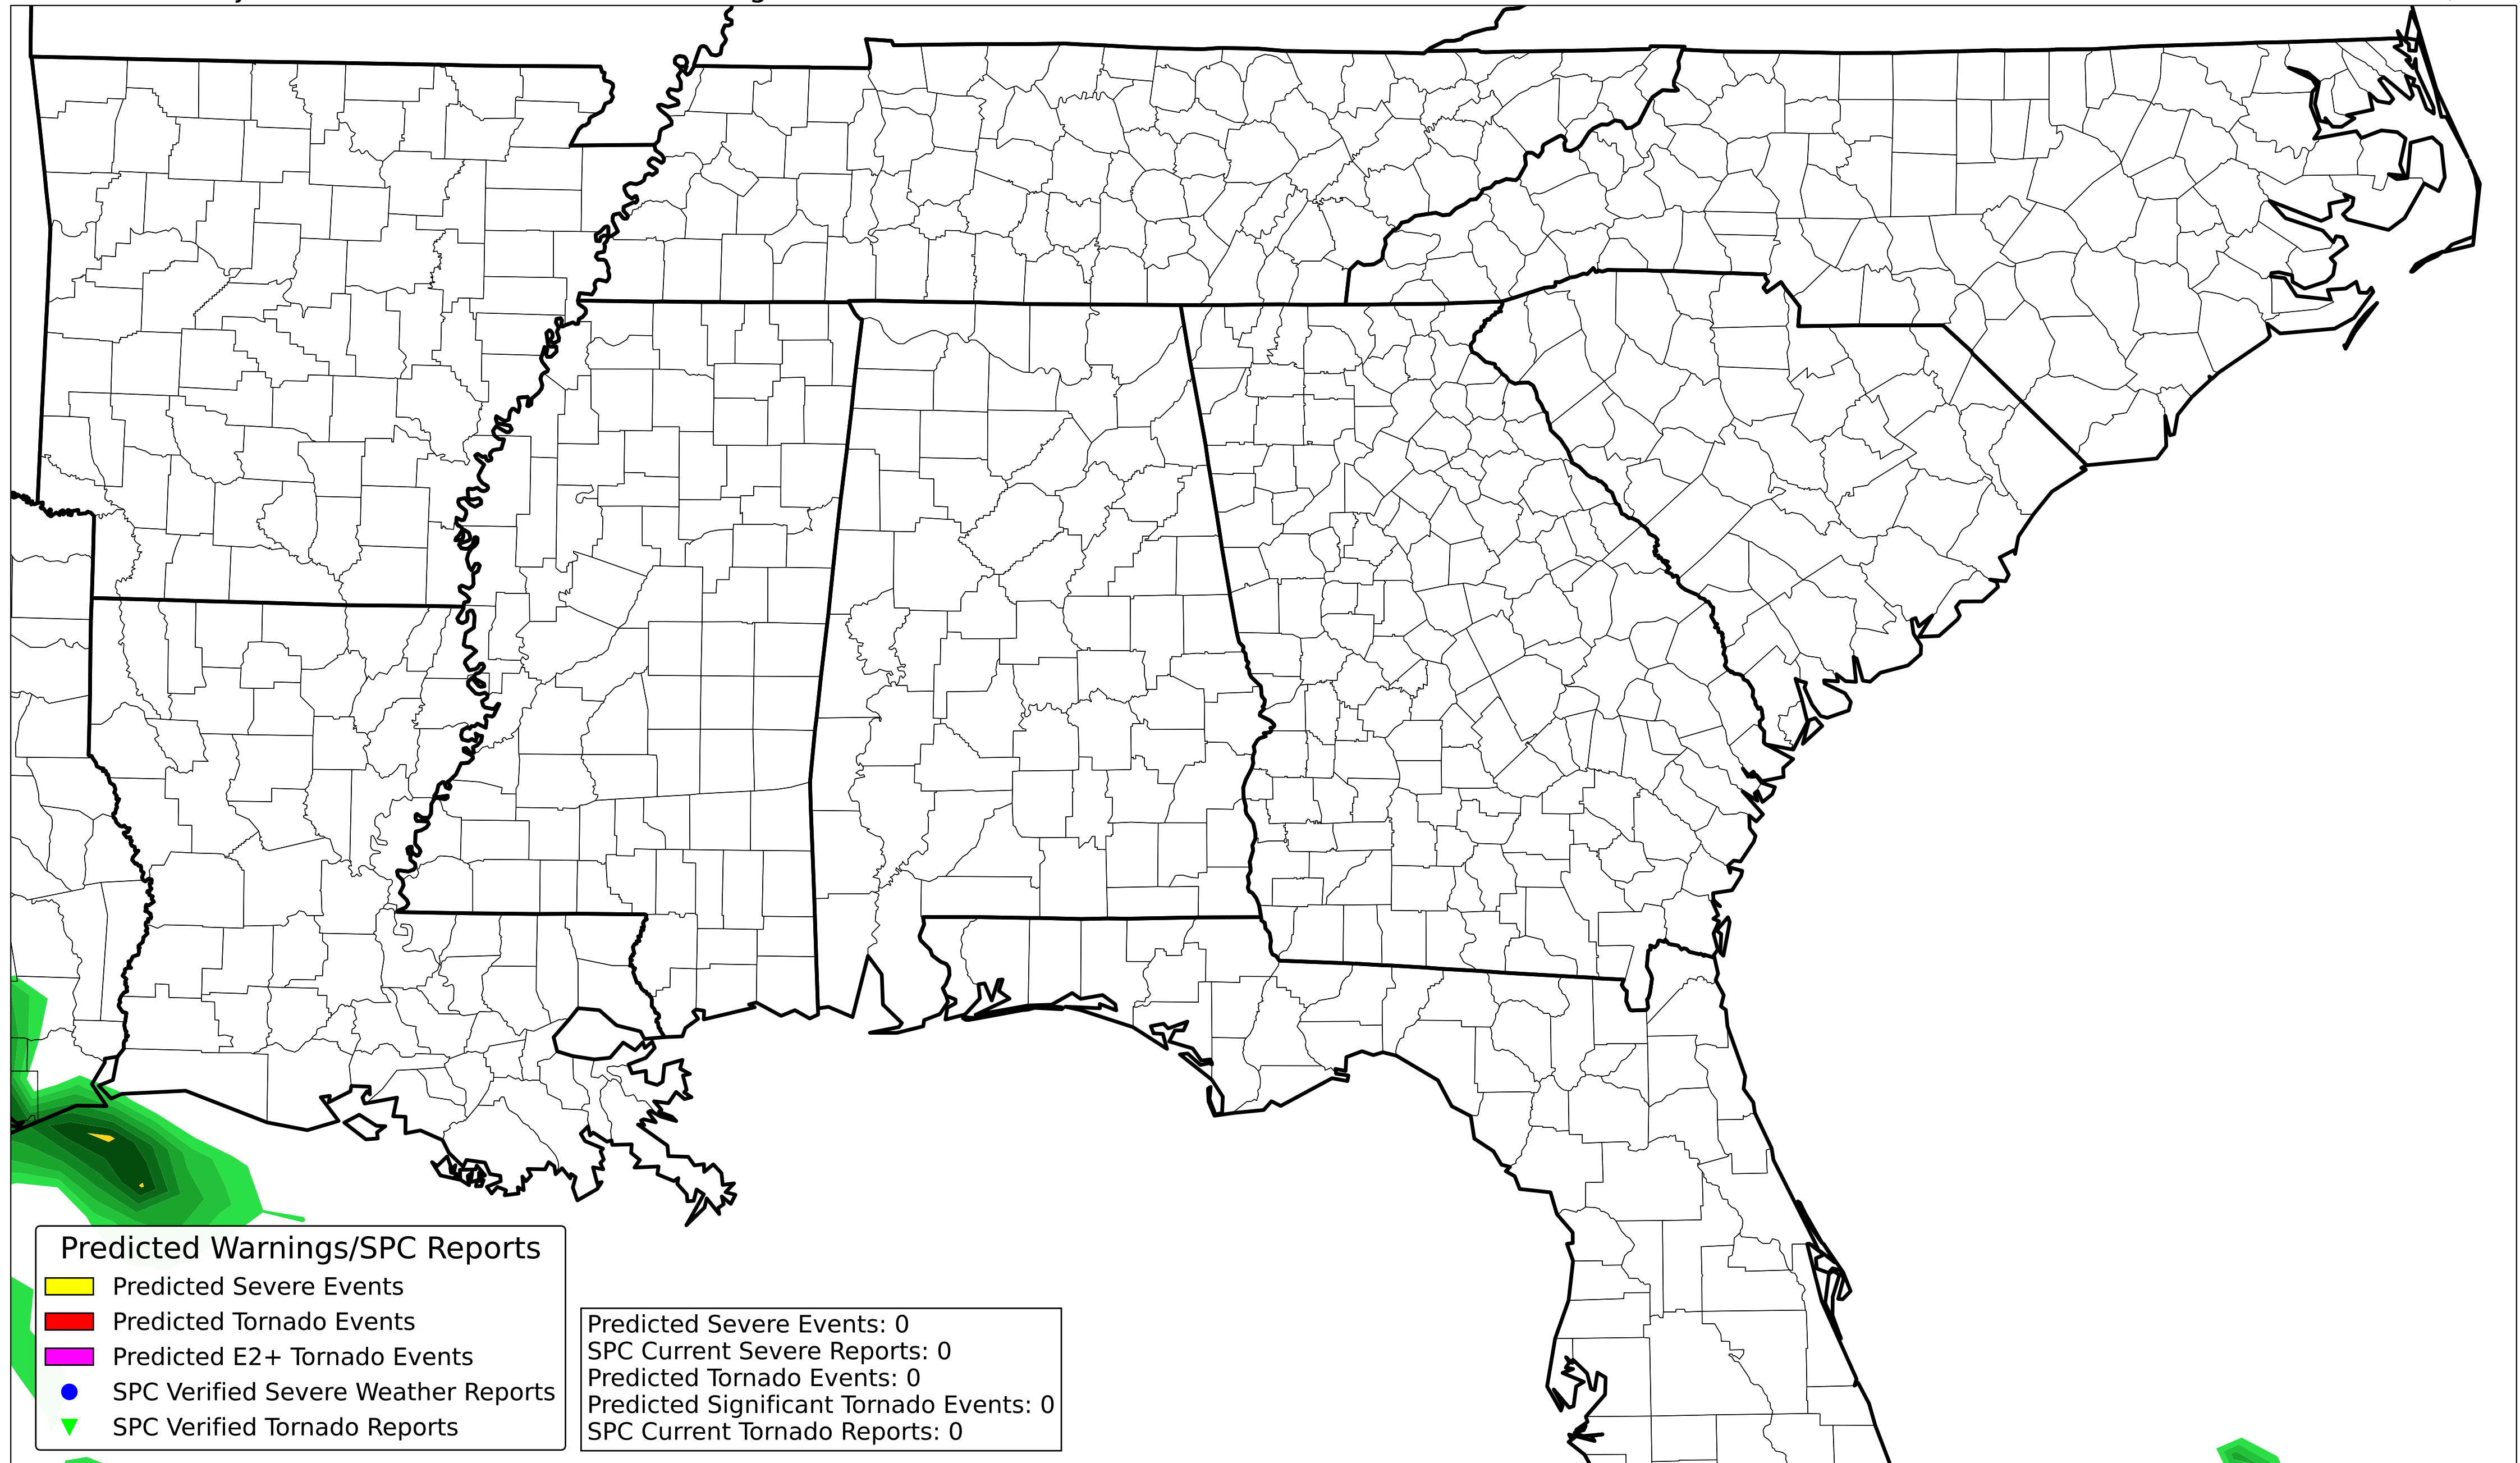 Predicted Warnings/SPC Reports
Predicted Severe Events
Predicted Tornado Events
Predicted E2+ Tornado Events
SPC Verified Severe Weather Reports
SPC Verified Tornado Reports
Predicted Severe Events: 0
SPC Current Severe Reports: 0
Predicted Tornado Events: 0
Predicted Significant Tornado Events: 0
SPC Current Tornado Reports: 0